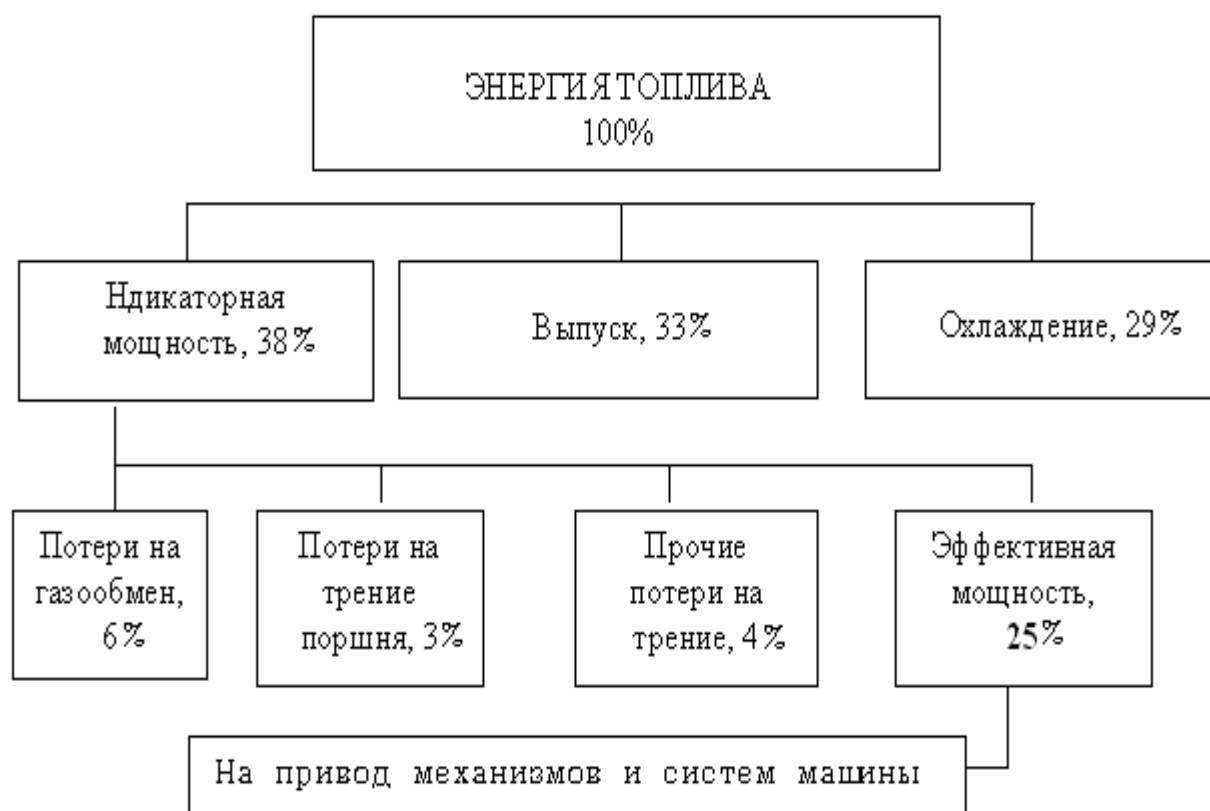 ЭНЕРГИЯ ТОПЛИВА
100%
Ндикаторная
мощность, 38%
Выпуск, 33%
Охлаждение, 29%
Потери на
газообмен,
6%
Потери на
трение
поршня, 3%
Прочие
потери на
трение, 4%
Эффективная
мощность,
25%
На привод механизмов и систем машины